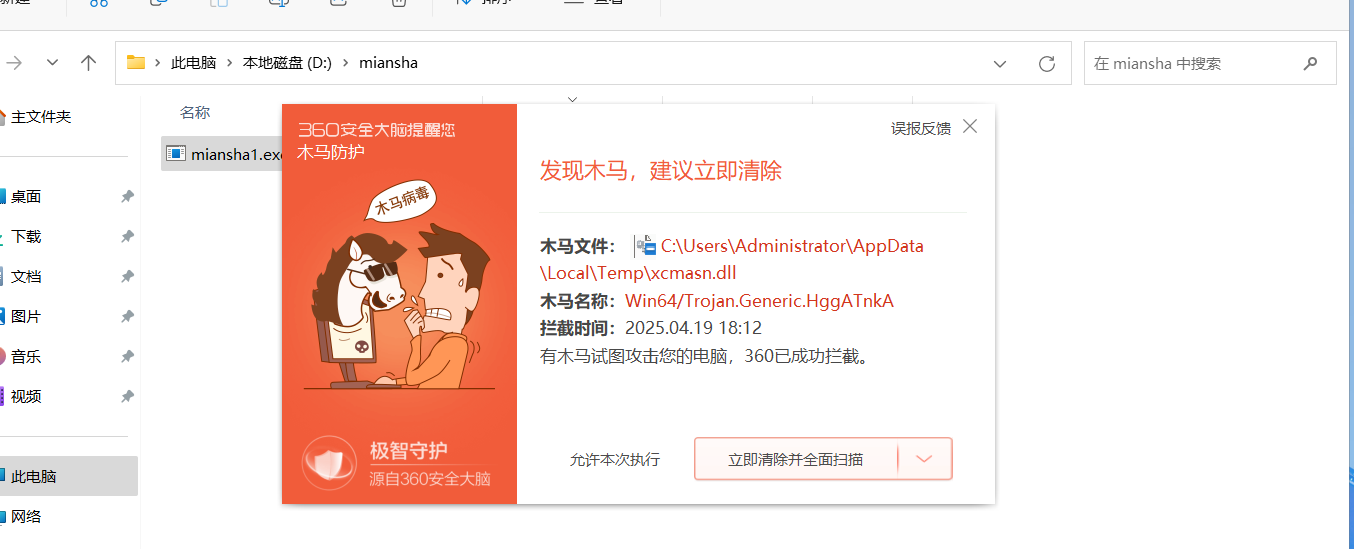 此电脑 本地磁盘 (D:) miansha
在 miansha 中搜索
主文件夹
桌面
下载
文档
图片
音乐
视频
此电脑
网络
名称
miansha1.exe
360安全大脑提醒您
木马防护
木马病毒
极智守护
源自360安全大脑
误报反馈
发现木马，建议立即清除
木马文件： C:\Users\Administrator\AppData
\Local\Temp\xcmasn.dll
木马名称：Win64/Trojan.Generic.HggATnkA
拦截时间：2025.04.19 18:12
有木马试图攻击您的电脑，360已成功拦截。
允许本次执行
立即清除并全面扫描